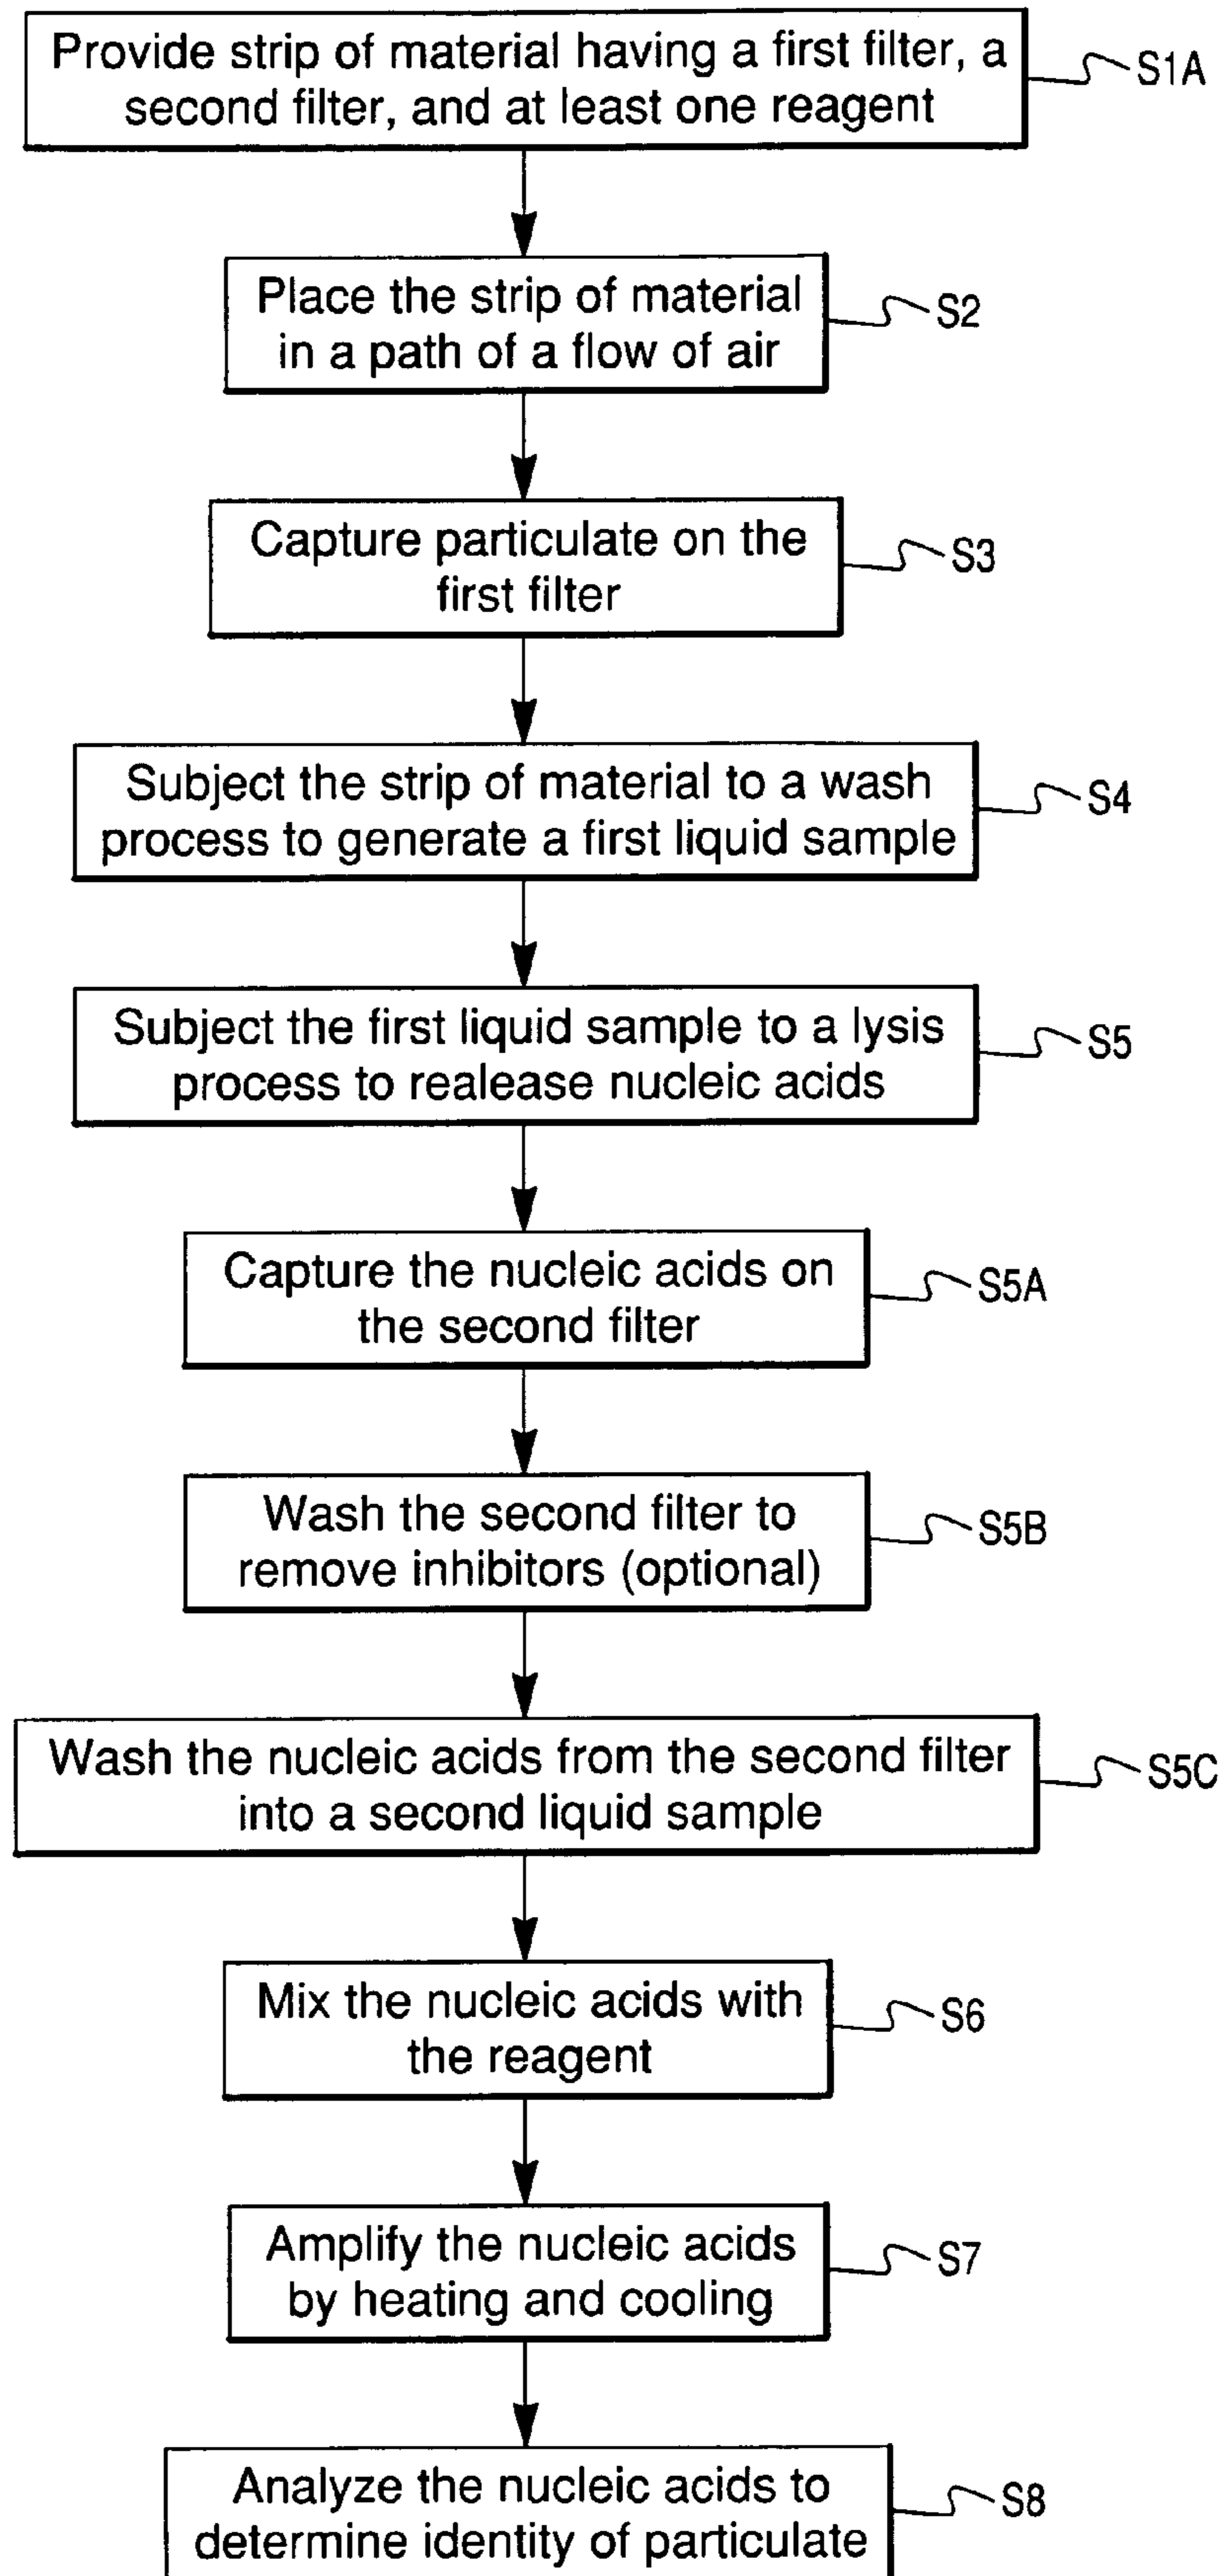 Provide strip of material having a first filter, a
second filter, and at least one reagent
S1A
Place the strip of material
in a path of a flow of air
S2
Capture particulate on the
first filter
S3
Subject the strip of material to a wash
process to generate a first liquid sample
S4
Subject the first liquid sample to a lysis
process to realease nucleic acids
S5
Capture the nucleic acids on
the second filter
S5A
Wash the second filter to
remove inhibitors (optional)
S5B
Wash the nucleic acids from the second filter
into a second liquid sample
S5C
Mix the nucleic acids with
the reagent
S6
Amplify the nucleic acids
by heating and cooling
S7
Analyze the nucleic acids to
determine identity of particulate
S8